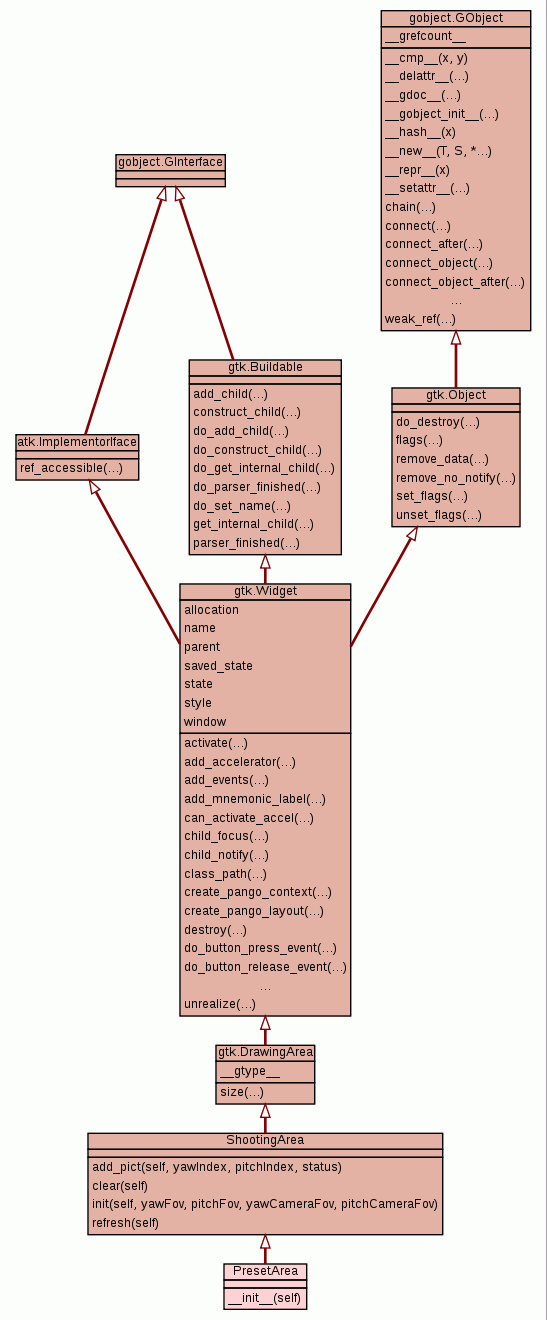 gobject.GObject
__grefcount__
__cmp__(x, y)
__delattr__(...)
__gdoc__(...)
__gobject_init__(...)
__hash__(x)
__new__(T, S, *...)
__repr__(x)
__setattr__(...)
chain(...)
connect(...)
connect_after(...)
connect_object(...)
connect_object_after(...)
...
weak_ref(...)
gobject.GInterface
gtk.Buildable
add_child(...)
construct_child(...)
do_add_child(...)
do_construct_child(...)
do_get_internal_child(...)
do_parser_finished(...)
do_set_name(...)
get_internal_child(...)
parser_finished(...)
gtk.Object
do_destroy(...)
flags(...)
remove_data(...)
remove_no_notify(...)
set_flags(...)
unset_flags(...)
atk.ImplementorIface
ref_accessible(...)
gtk.Widget
allocation
name
parent
saved_state
state
style
window
activate(...)
add_accelerator(...)
add_events(...)
add_mnemonic_label(...)
can_activate_accel(...)
child_focus(...)
child_notify(...)
class_path(...)
create_pango_context(...)
create_pango_layout(...)
destroy(...)
do_button_press_event(...)
do_button_release_event(...)
...
unrealize(...)
gtk.DrawingArea
__gtype__
size(...)
ShootingArea
add_pict(self, yawIndex, pitchIndex, status)
clear(self)
init(self, yawFov, pitchFov, yawCameraFov, pitchCameraFov)
refresh(self)
PresetArea
__init__(self)